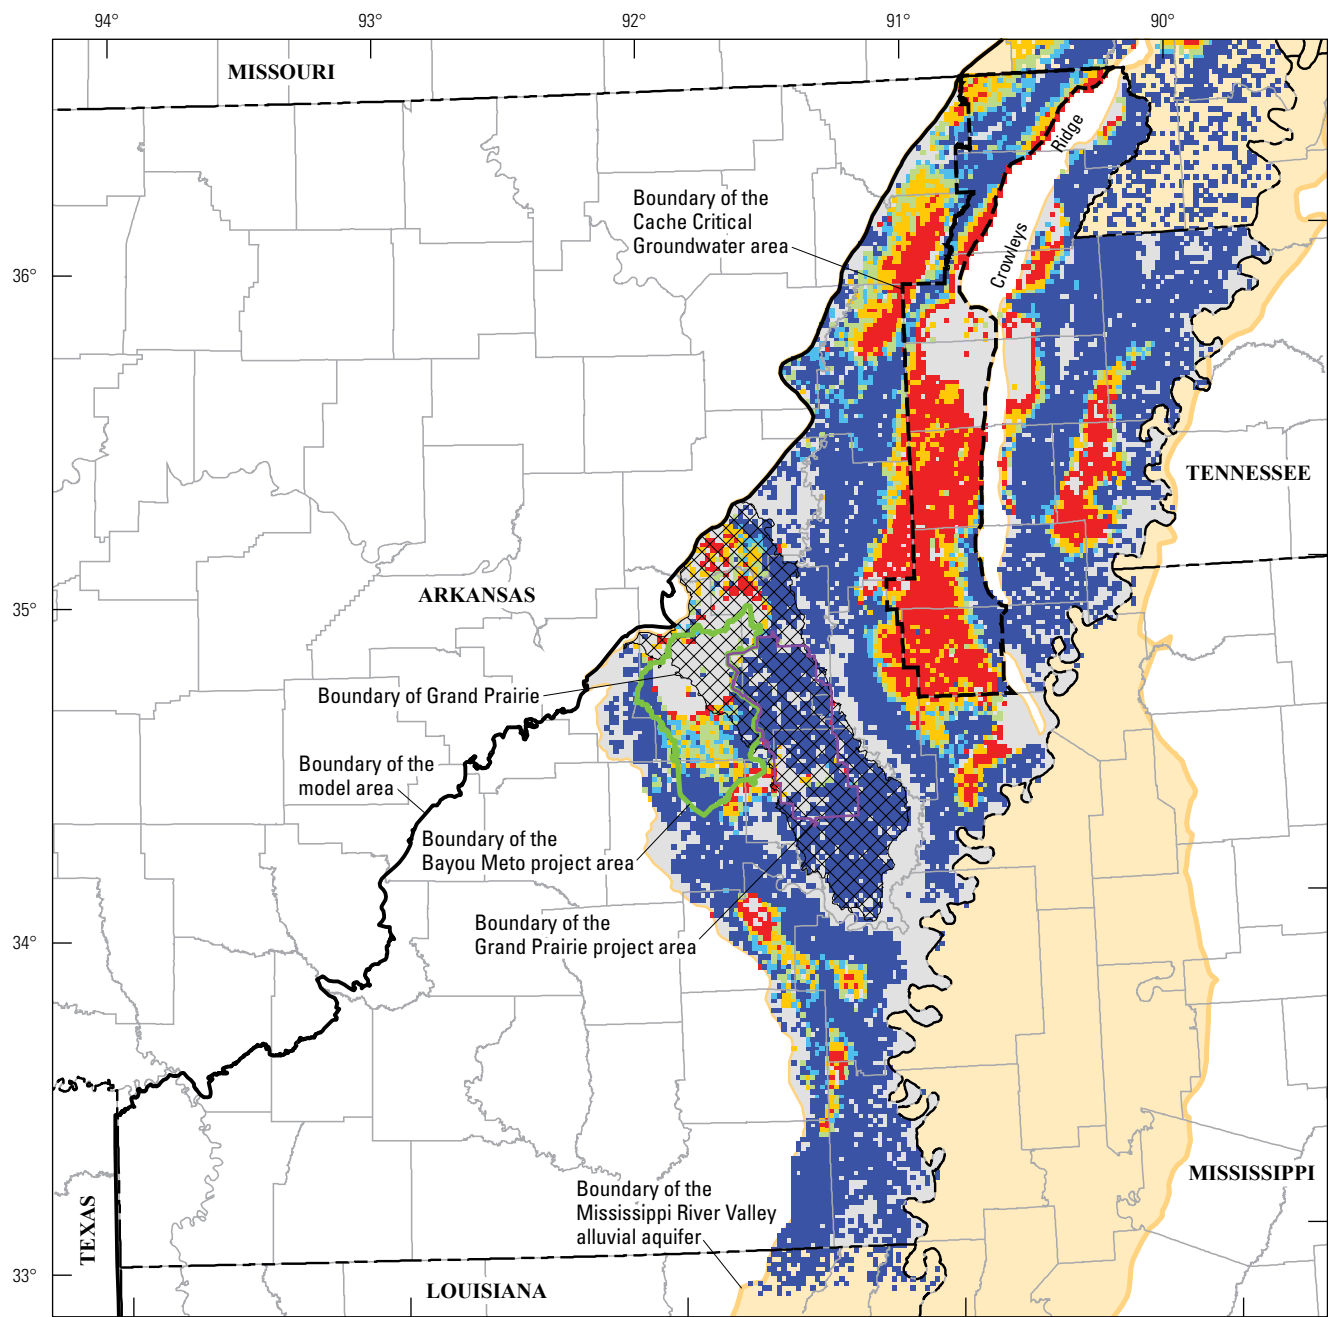 94°
93°
92°
91°
90°
MISSOURI
Ridge
Boundary of the
Cache Critical
Groundwater area
Crowleys
36°
TENNESSEE
35°
ARKANSAS
Boundary of Grand Prairie
Boundary of the
model area
Boundary of the
Bayou Meto project area
Boundary of the
Grand Prairie project area
34°
MISSISSIPPI
Boundary of the
Mississippi River Valley
alluvial aquifer
TEXAS
33°
LOUISIANA